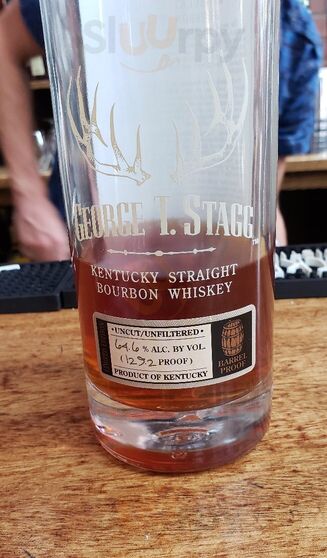 Sluurpy
GEORGE T. STAGG
KENTUCKY STRAIGHT
BOURBON WHISKEY
•UNCUT/UNFILTERED•
64.6 % ALC. BY VOL.
(129.2 PROOF)
PRODUCT OF KENTUCKY
BARREL
PROOF